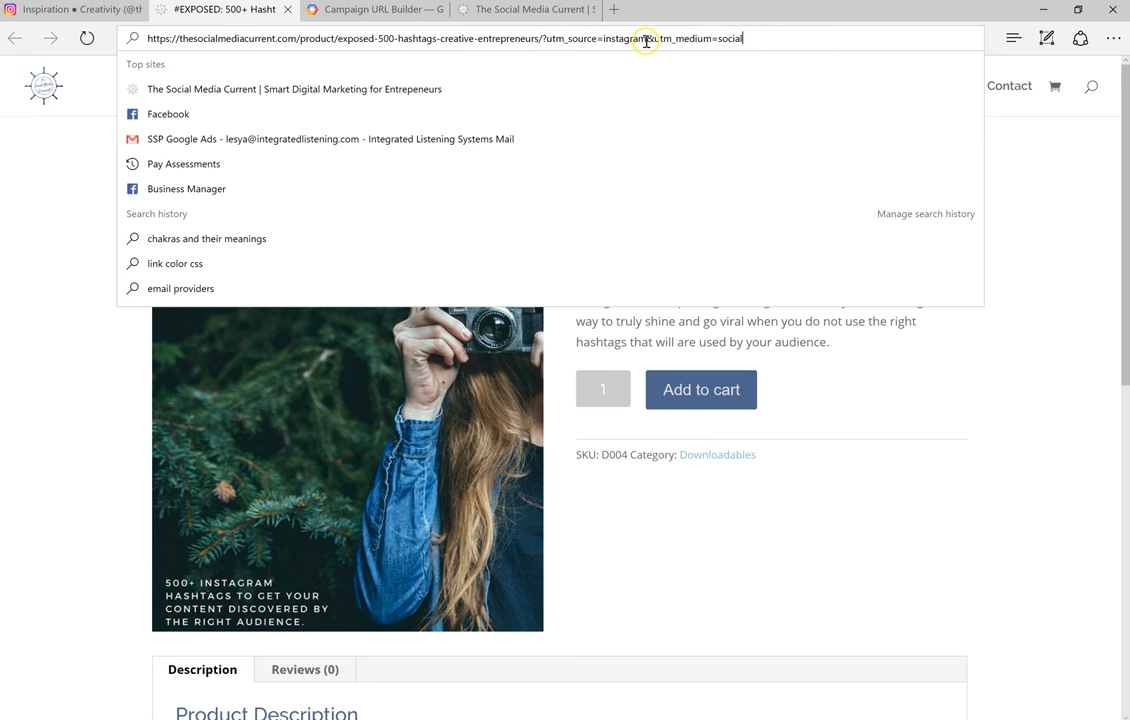 Inspiration ● Creativity (@th
#EXPOSED: 500+ Hasht
Campaign URL Builder — G
The Social Media Current | S
https://thesocialmediacurrent.com/product/exposed-500-hashtags-creative-entrepreneurs/?utm_source=instagram&utm_medium=social
Top sites
The Social Media Current | Smart Digital Marketing for Entrepeneurs
Facebook
SSP Google Ads - lesya@integratedlistening.com - Integrated Listening Systems Mail
Pay Assessments
Business Manager
Search history
Manage search history
chakras and their meanings
link color css
email providers
Contact
way to truly shine and go viral when you do not use the right
hashtags that will are used by your audience.
1
Add to cart
SKU: D004 Category: Downloadables
500+ INSTAGRAM
HASHTAGS TO GET YOUR
CONTENT DISCOVERED BY
THE RIGHT AUDIENCE.
Description
Reviews (0)
Product Description